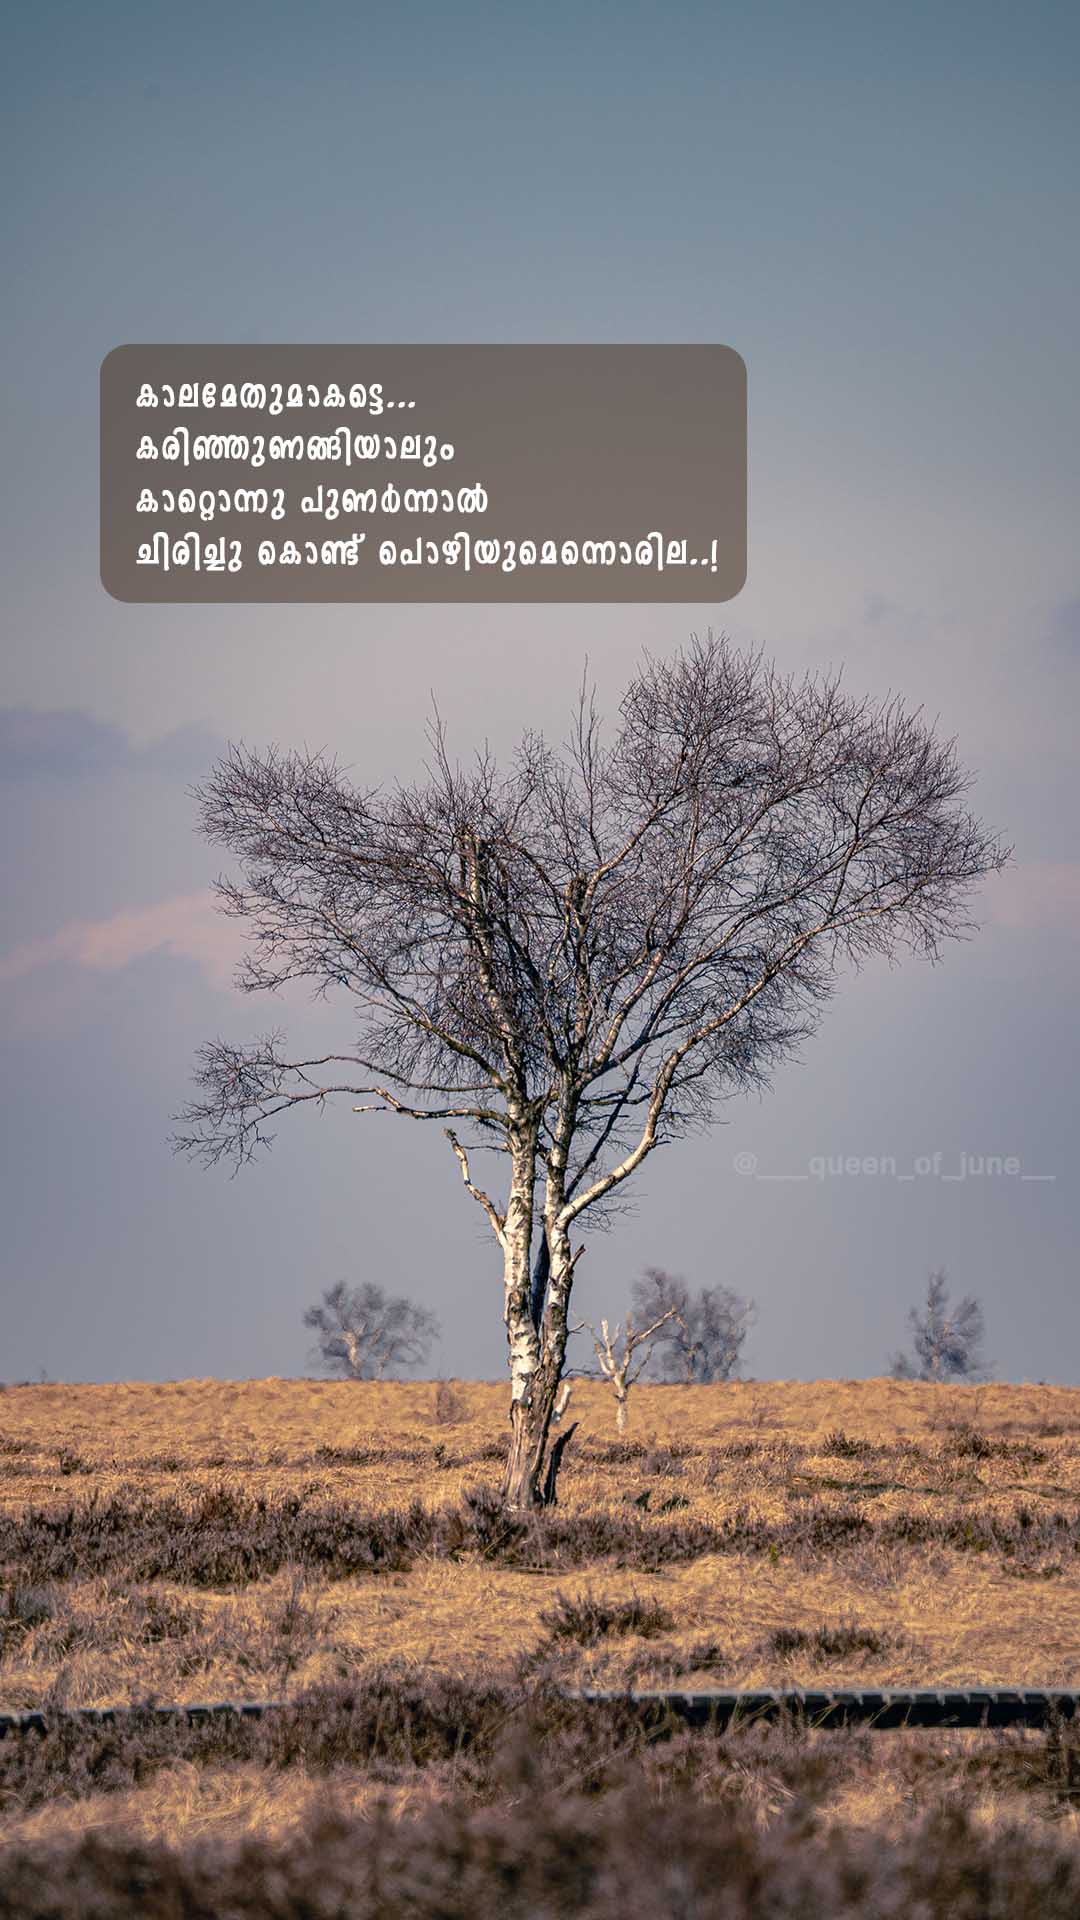 കാലമേതുമാകട്ടെ...
കരിഞ്ഞുണങ്ങിയാലും
കാറ്റൊന്നു പുണർന്നാൽ
ചിരിച്ചു കൊണ്ട് പൊഴിയുമെന്നൊരില..!
@___queen_of_june__